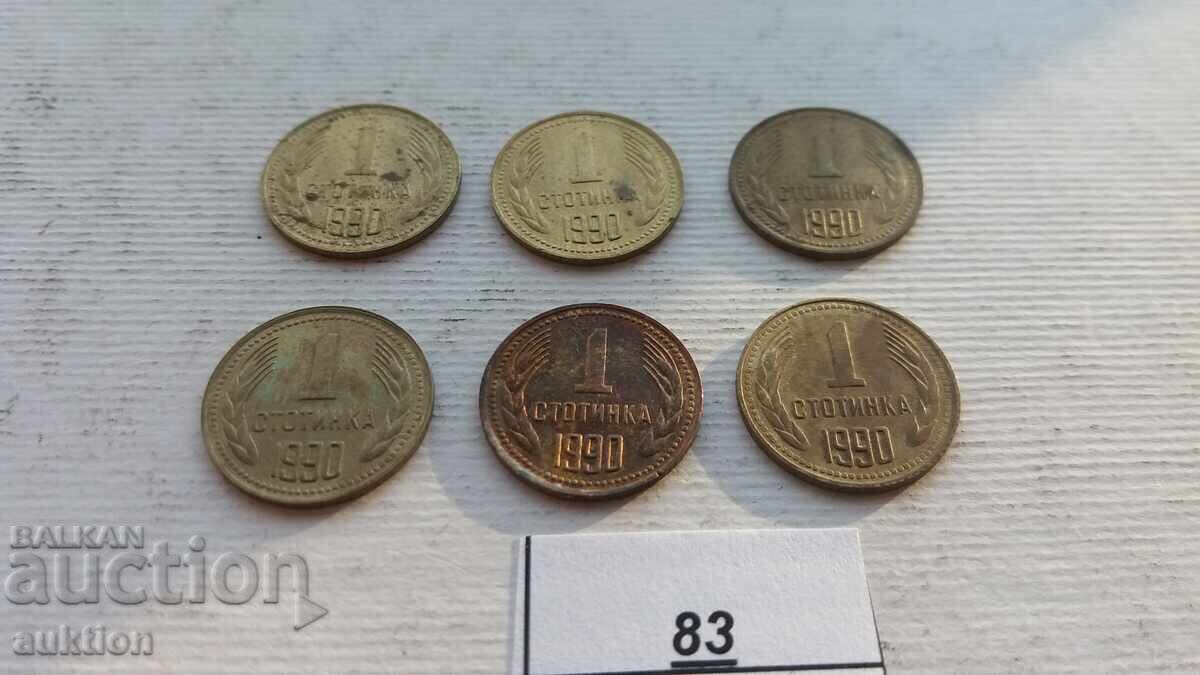 1
СТОТИНКА
1990
1
СТОТИНКА
1990
1
СТОТИНКА
1990
1
СТОТИНКА
1990
1
СТОТИНКА
1990
1
СТОТИНКА
1990
83
BALKAN
auction
auktion